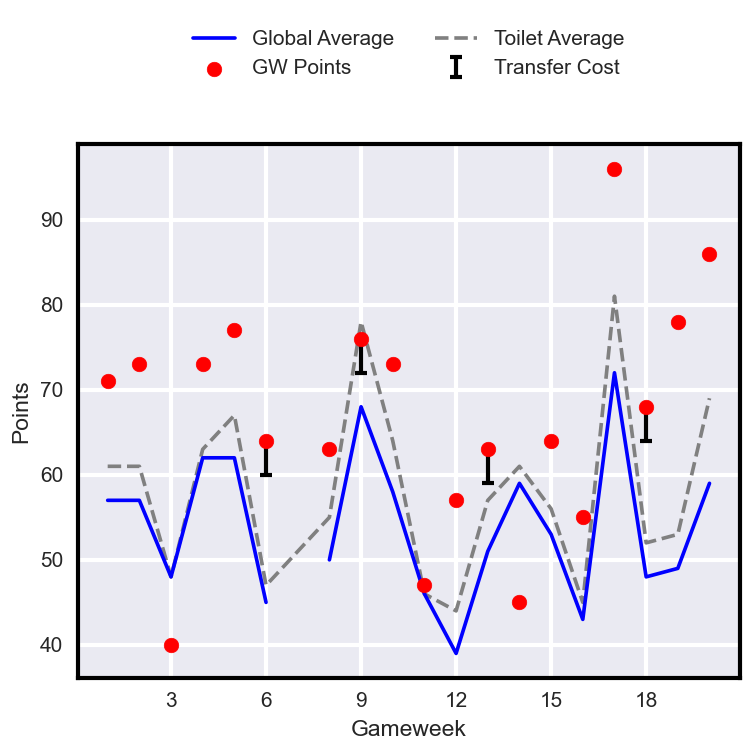 Global Average
Toilet Average
GW Points
Transfer Cost
90
80
70
60
50
40
Points
3 6 9 12 15 18
Gameweek